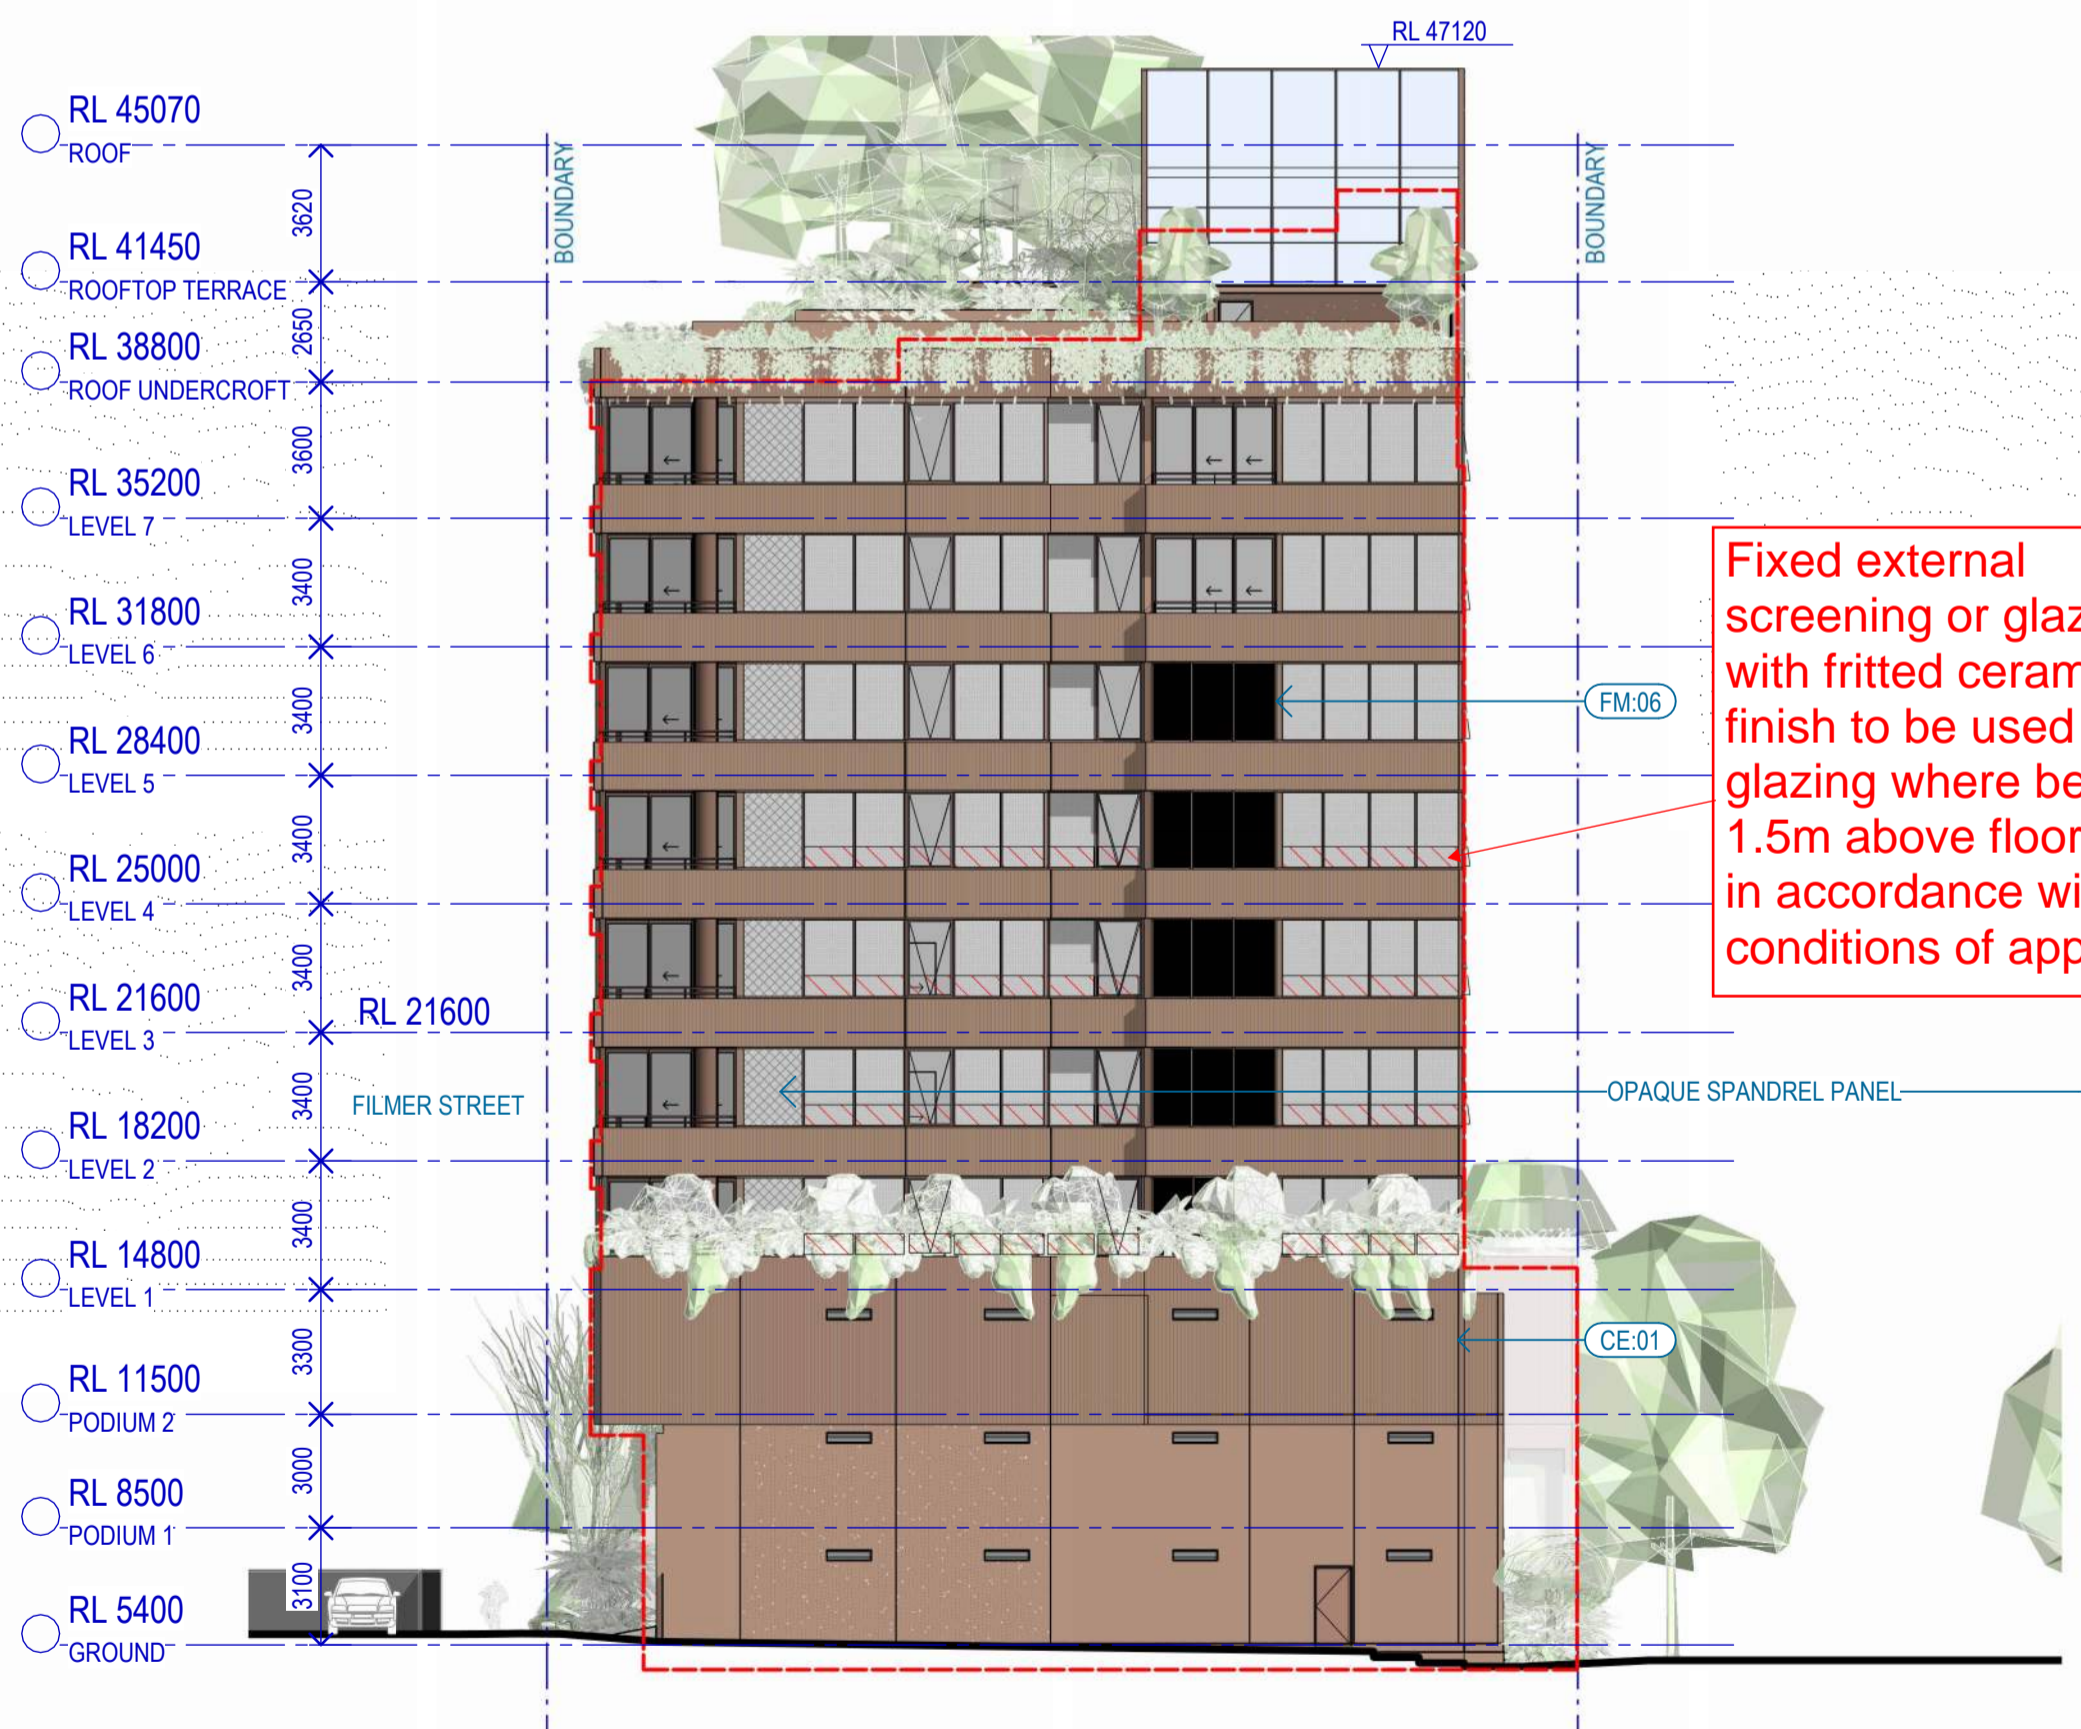 RL 47120
RL 45070
ROOF
BOUNDARY
BOUNDARY
3620
RL 41450
ROOFTOP TERRACE
2650
RL 38800
ROOF UNDERCROFT
3600
RL 35200
LEVEL 7
3400
RL 31800
LEVEL 6
3400
RL 28400
LEVEL 5
3400
RL 25000
LEVEL 4
3400
RL 21600
LEVEL 3
RL 21600
3400
FILMER STREET
RL 18200
LEVEL 2
3400
RL 14800
LEVEL 1
3300
RL 11500
PODIUM 2
3000
RL 8500
PODIUM 1
3100
RL 5400
GROUND
Fixed external
screening or glaz
with fritted ceram
finish to be used
glazing where be
1.5m above floor
in accordance wi
conditions of app
FM:06
OPAQUE SPANDREL PANEL
CE:01